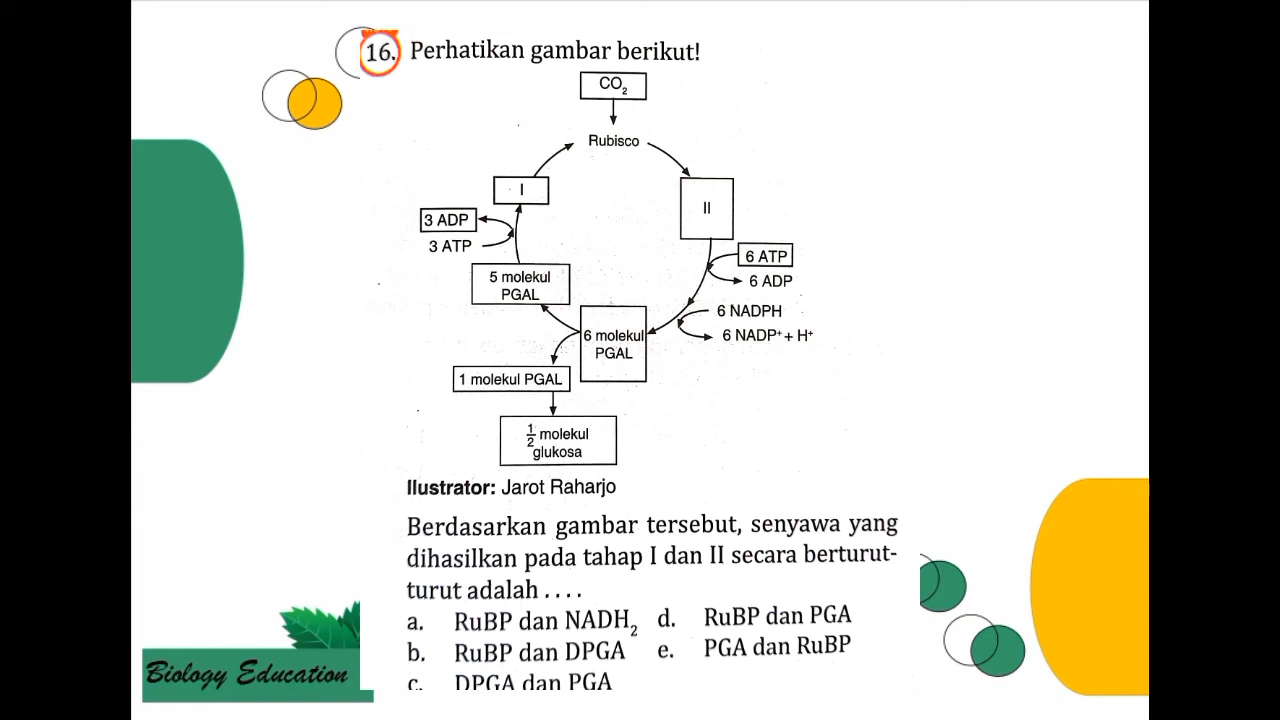 16. Perhatikan gambar berikut!
CO₂
Rubisco
I
II
3 ADP
3 ATP
6 ATP
6 ADP
5 molekul
PGAL
6 NADPH
6 NADP⁺ + H⁺
6 molekul
PGAL
1 molekul PGAL
1/2 molekul
glukosa
Ilustrator: Jarot Raharjo
Berdasarkan gambar tersebut, senyawa yang
dihasilkan pada tahap I dan II secara berturut-
turut adalah . . . .
a. RuBP dan NADH₂ d. RuBP dan PGA
b. RuBP dan DPGA e. PGA dan RuBP
c. DPGA dan PGA
Biology Education